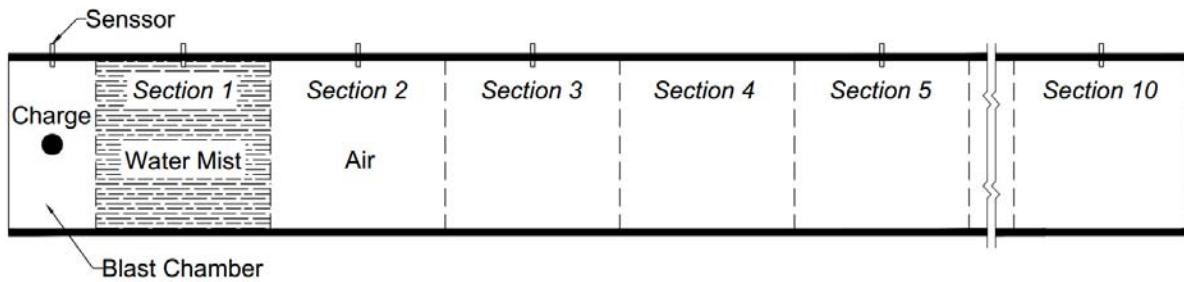 Senssor
Section 1
Section 2
Section 3
Section 4
Section 5
Section 10
Charge
Water Mist
Air
Blast Chamber